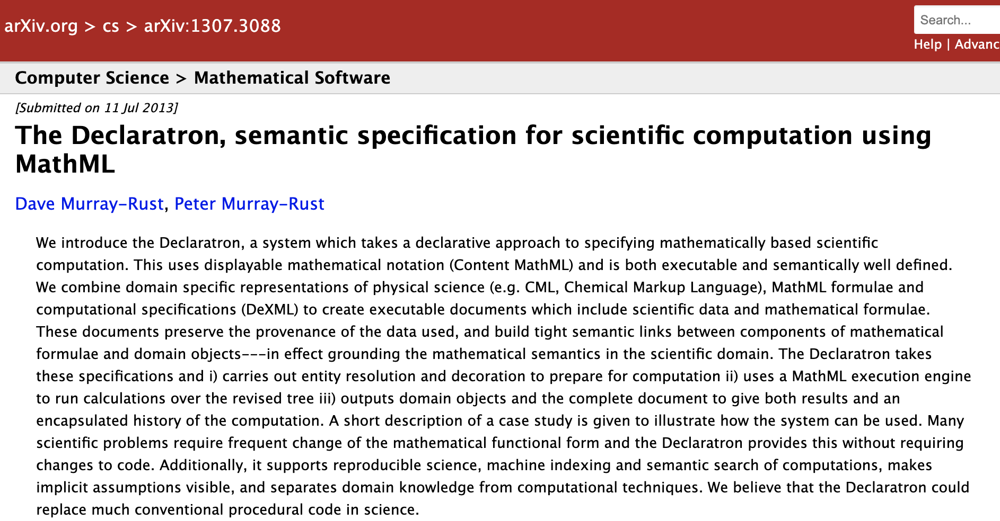 arXiv.org > cs > arXiv:1307.3088
Search...
Help | Advanc
Computer Science > Mathematical Software
[Submitted on 11 Jul 2013]
The Declaratron, semantic specification for scientific computation using
MathML
Dave Murray-Rust, Peter Murray-Rust
We introduce the Declaratron, a system which takes a declarative approach to specifying mathematically based scientific
computation. This uses displayable mathematical notation (Content MathML) and is both executable and semantically well defined.
We combine domain specific representations of physical science (e.g. CML, Chemical Markup Language), MathML formulae and
computational specifications (DeXML) to create executable documents which include scientific data and mathematical formulae.
These documents preserve the provenance of the data used, and build tight semantic links between components of mathematical
formulae and domain objects---in effect grounding the mathematical semantics in the scientific domain. The Declaratron takes
these specifications and i) carries out entity resolution and decoration to prepare for computation ii) uses a MathML execution engine
to run calculations over the revised tree iii) outputs domain objects and the complete document to give both results and an
encapsulated history of the computation. A short description of a case study is given to illustrate how the system can be used. Many
scientific problems require frequent change of the mathematical functional form and the Declaratron provides this without requiring
changes to code. Additionally, it supports reproducible science, machine indexing and semantic search of computations, makes
implicit assumptions visible, and separates domain knowledge from computational techniques. We believe that the Declaratron could
replace much conventional procedural code in science.